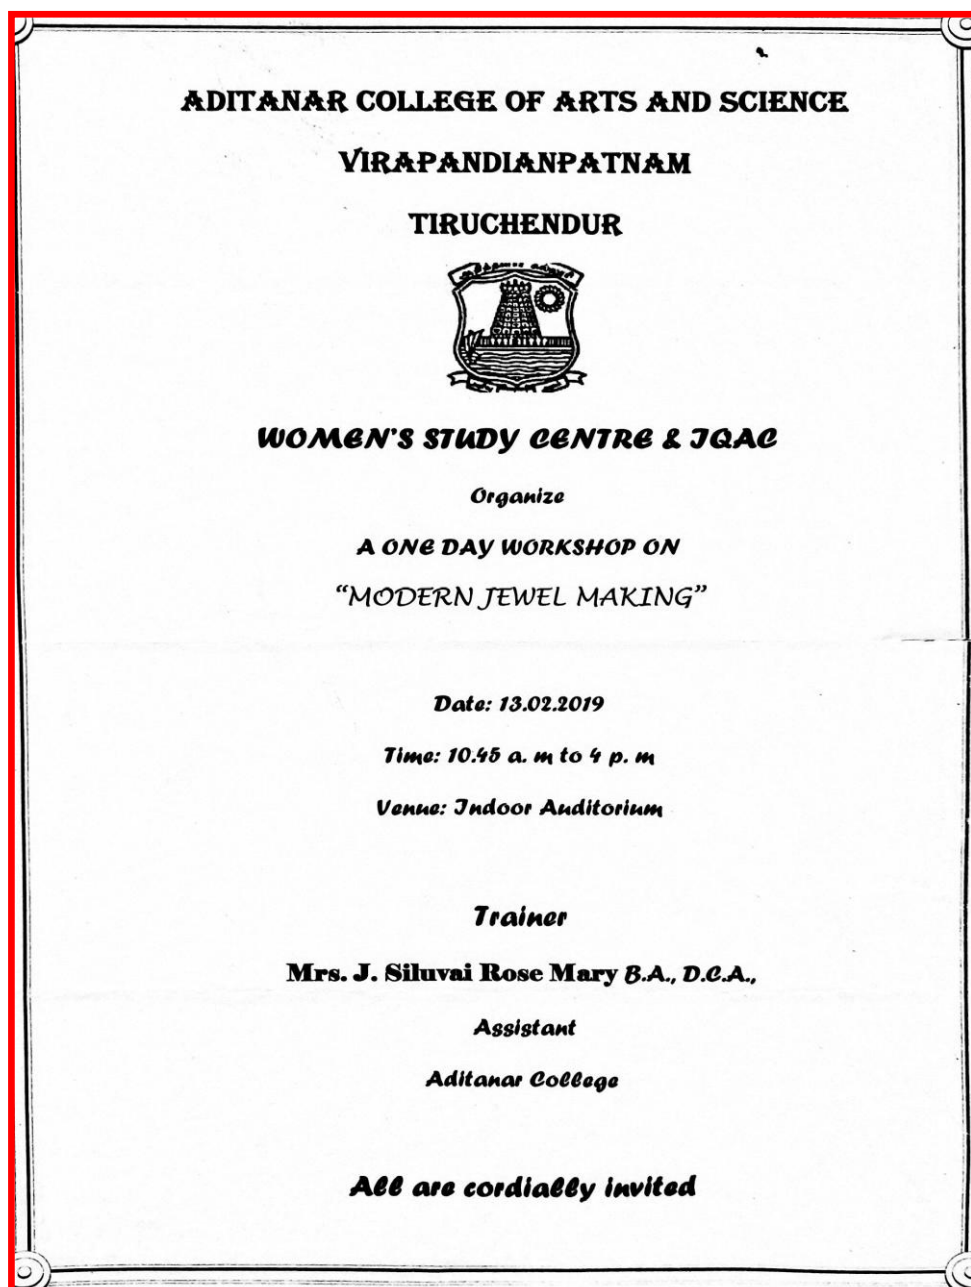 ADITANAR COLLEGE OF ARTS AND SCIENCE
VIRAPANDIANPATNAM
TIRUCHENDUR
WOMEN'S STUDY CENTRE & IQAC
Organize
A ONE DAY WORKSHOP ON
“MODERN JEWEL MAKING”
Date: 13.02.2019
Time: 10.45 a. m to 4 p. m
Venue: Indoor Auditorium
Trainer
Mrs. J. Siluvai Rose Mary B.A., D.C.A.,
Assistant
Aditanar College
All are cordially invited